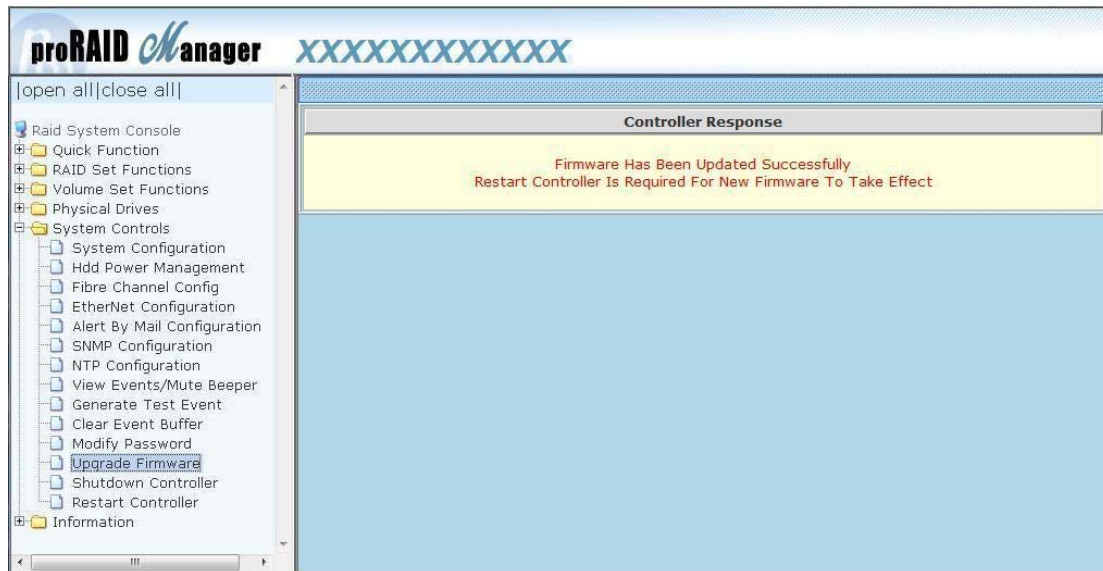 proRAID Manager XXXXXXXXXXXX
|open all|close all|
Raid System Console
Quick Function
RAID Set Functions
Volume Set Functions
Physical Drives
System Controls
System Configuration
Hdd Power Management
Fibre Channel Config
EtherNet Configuration
Alert By Mail Configuration
SNMP Configuration
NTP Configuration
View Events/Mute Beeper
Generate Test Event
Clear Event Buffer
Modify Password
Upgrade Firmware
Shutdown Controller
Restart Controller
Information
Controller Response
Firmware Has Been Updated Successfully
Restart Controller Is Required For New Firmware To Take Effect